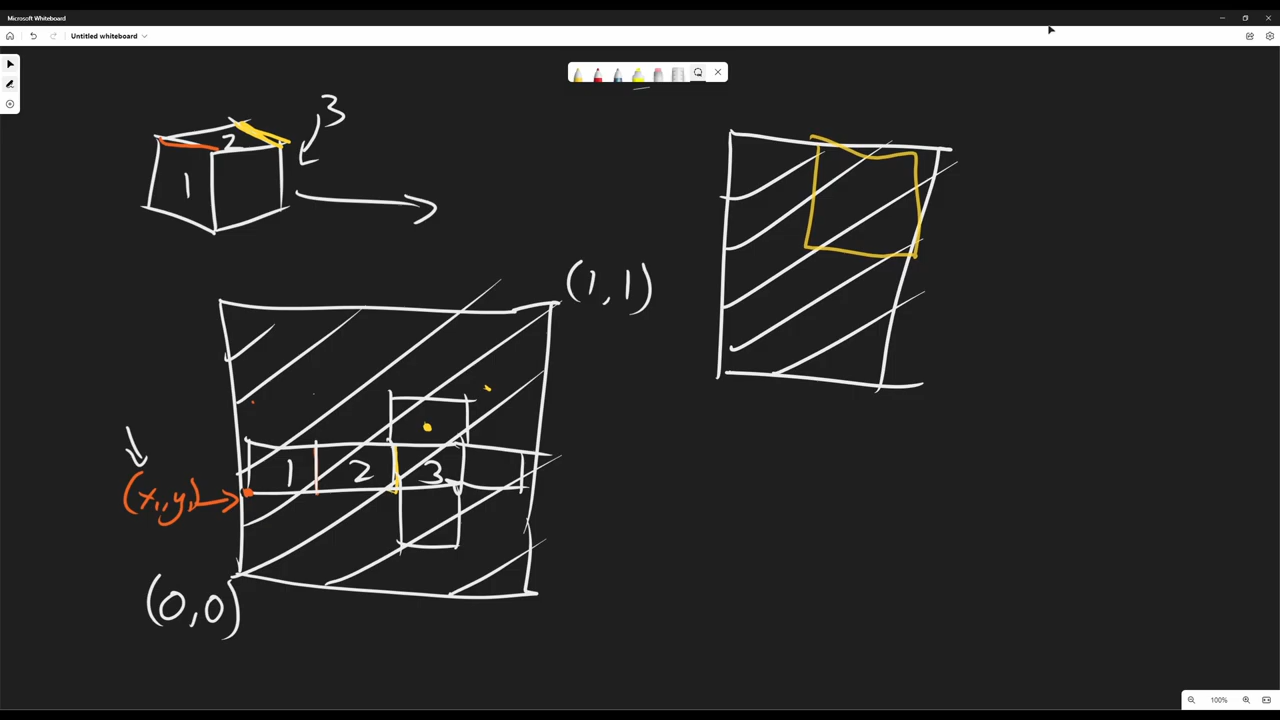 Microsoft Whiteboard
Untitled whiteboard
3
2
1
(1,1)
1 2 3
(x,y)
(0,0)
100%